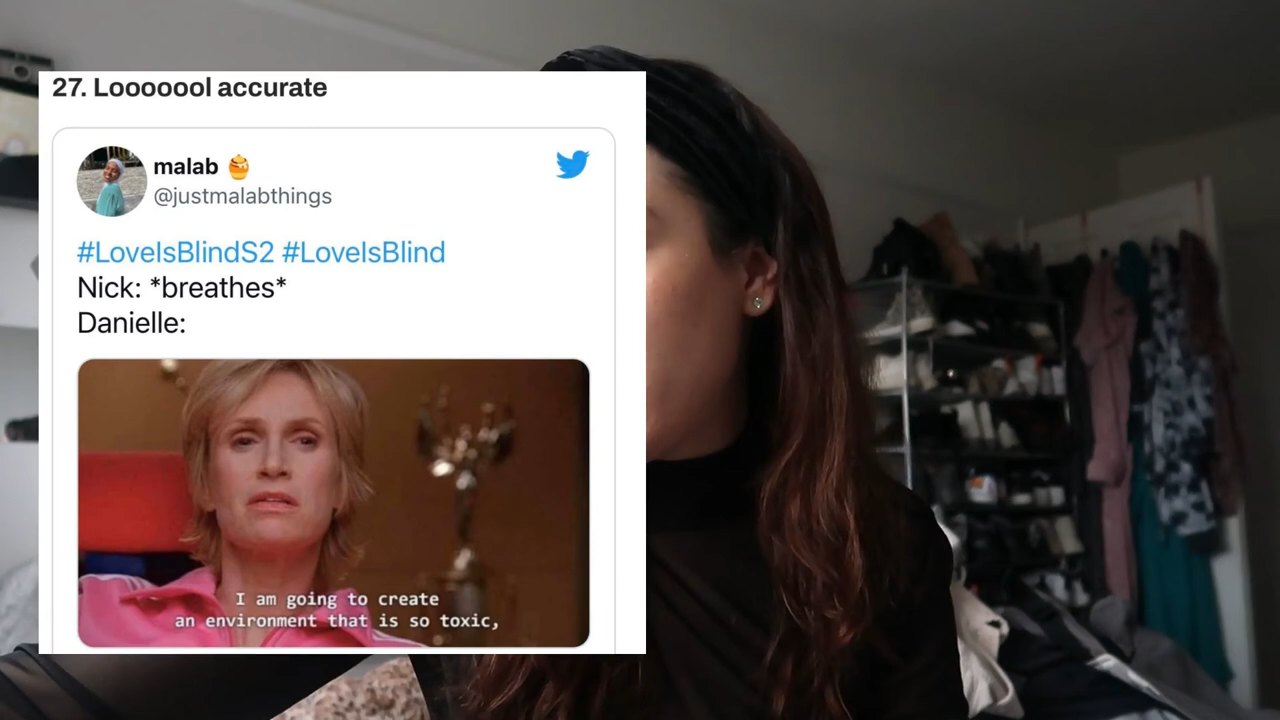 27. Looooool accurate
malab
@justmalabthings
#LoveIsBlindS2 #LoveIsBlind
Nick: *breathes*
Danielle:
I am going to create
an environment that is so toxic,